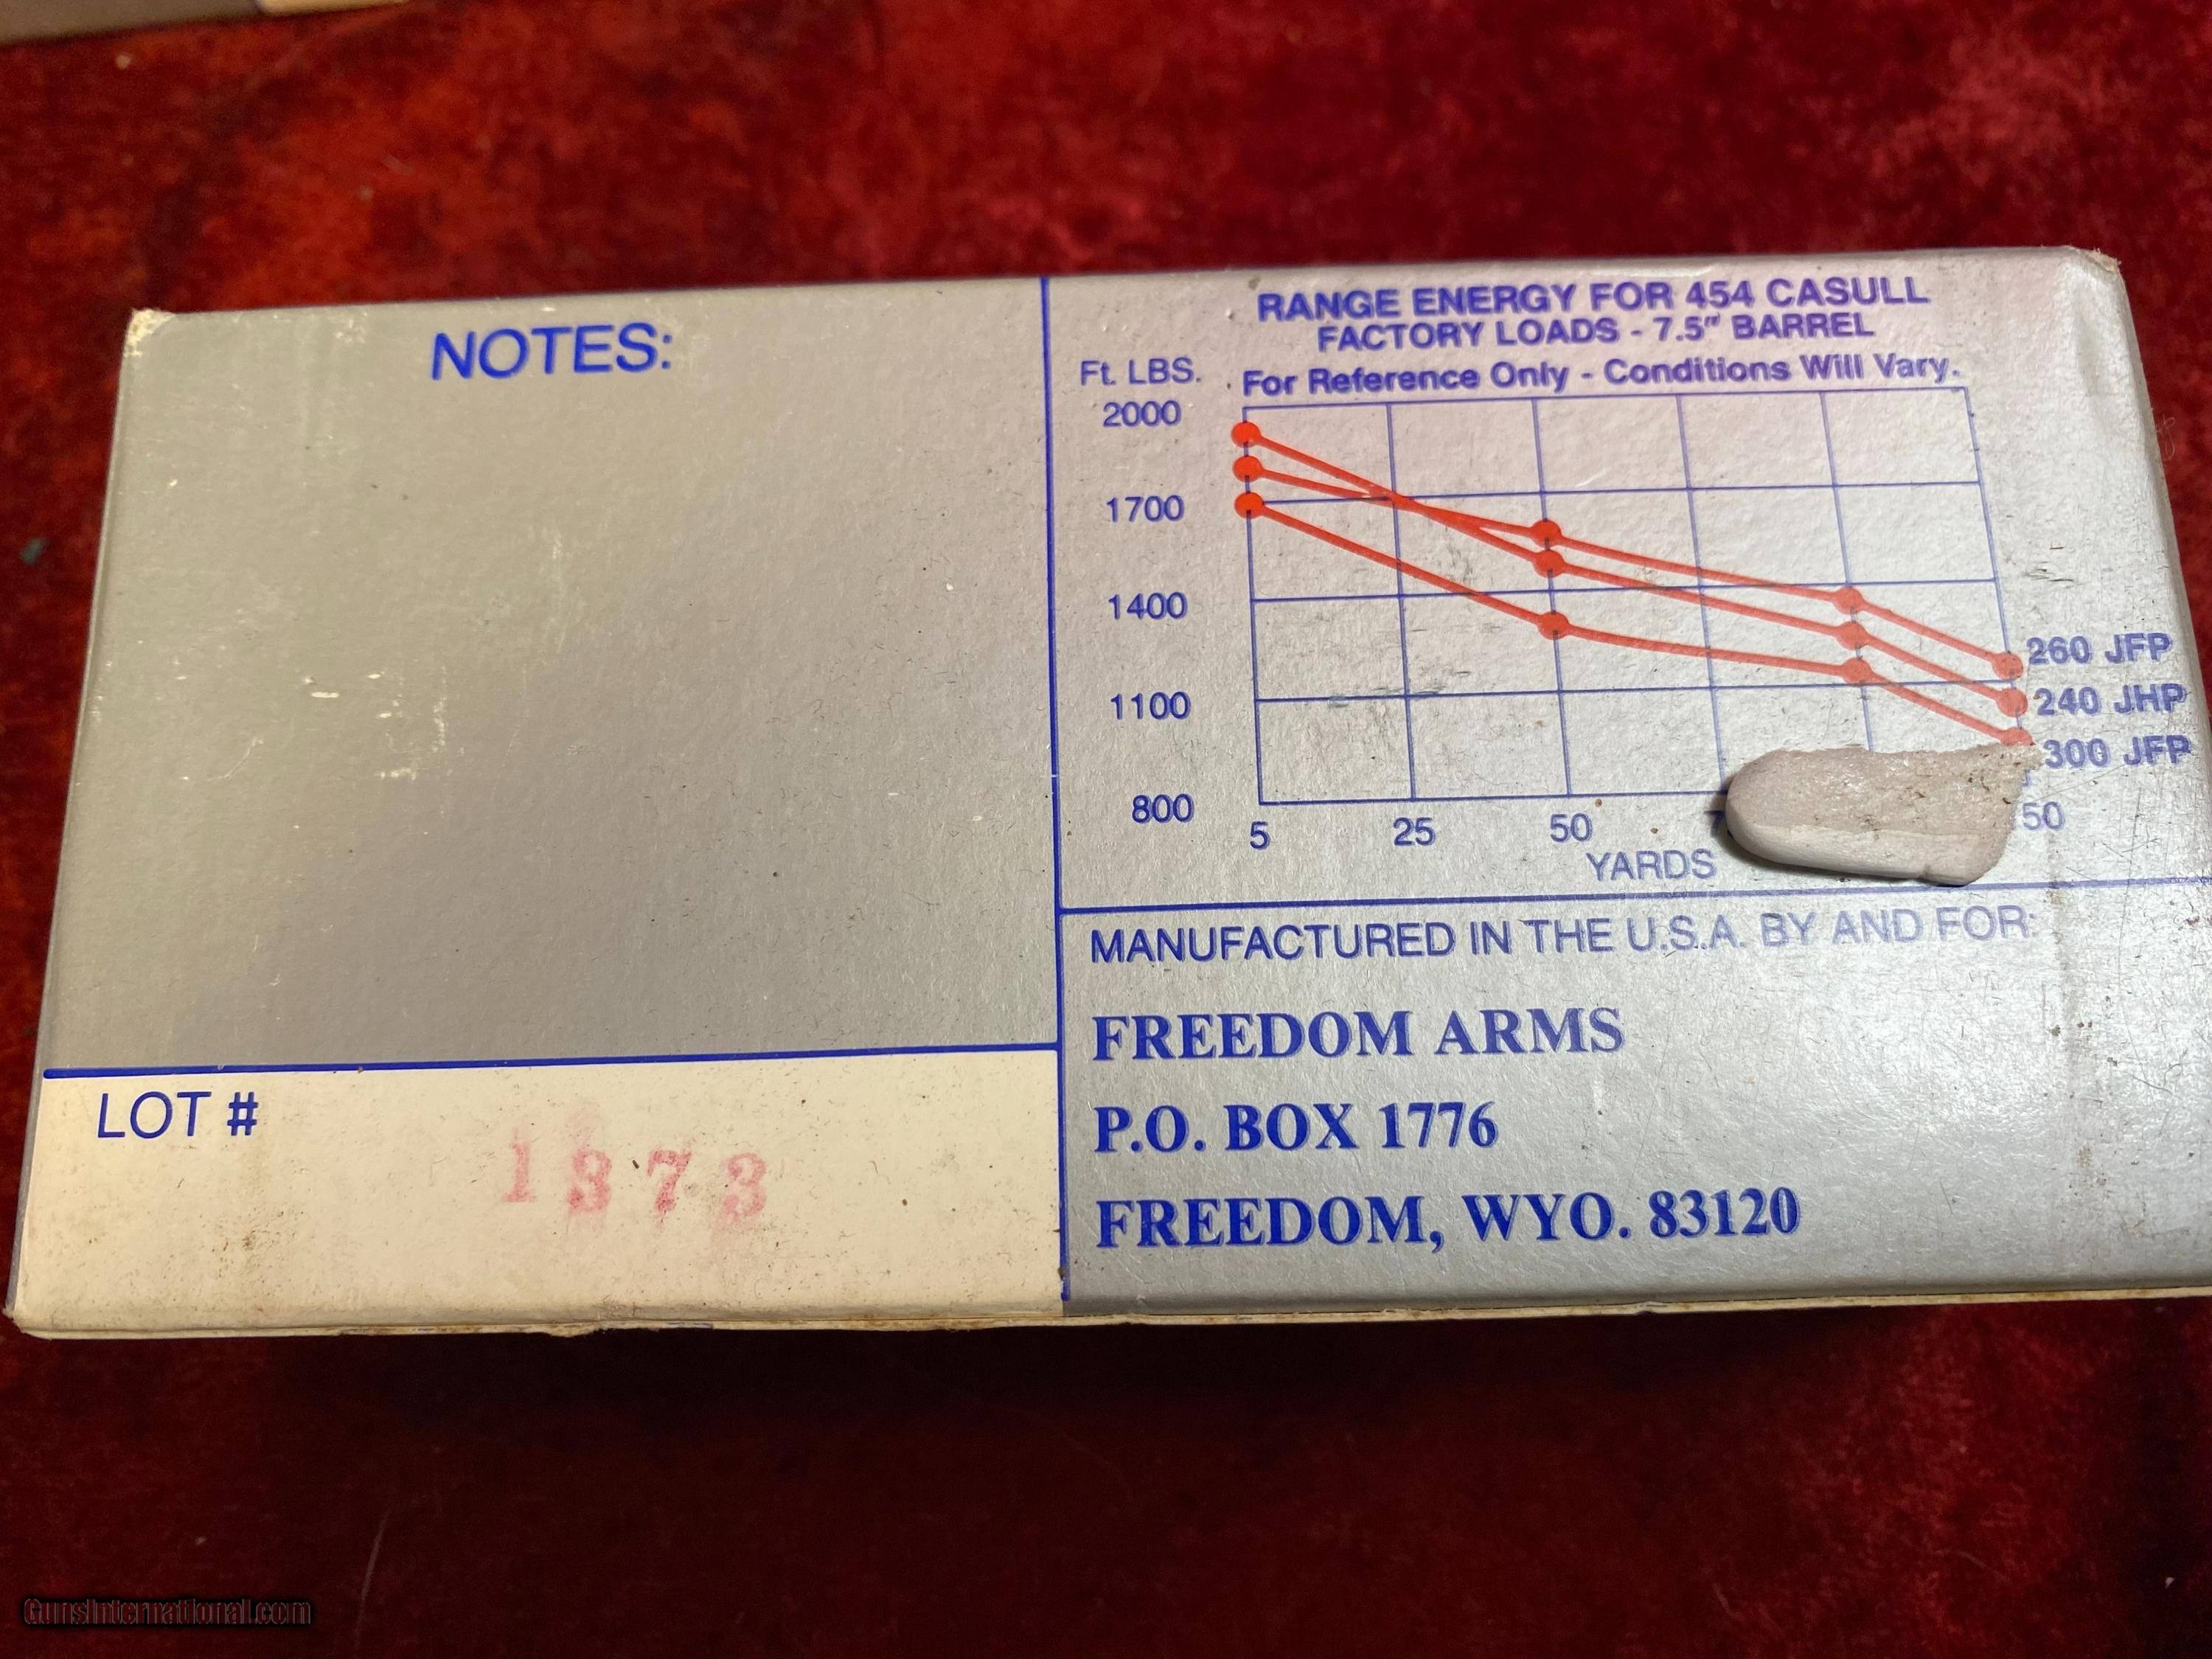 NOTES:
RANGE ENERGY FOR 454 CASULL
FACTORY LOADS - 7.5" BARREL
Ft. LBS.
For Reference Only - Conditions Will Vary.
2000
1700
1400
1100
800
260 JFP
240 JHP
300 JFP
5
25
50
50
YARDS
MANUFACTURED IN THE U.S.A. BY AND FOR:
FREEDOM ARMS
P.O. BOX 1776
FREEDOM, WYO. 83120
LOT #
GunsInternational.com